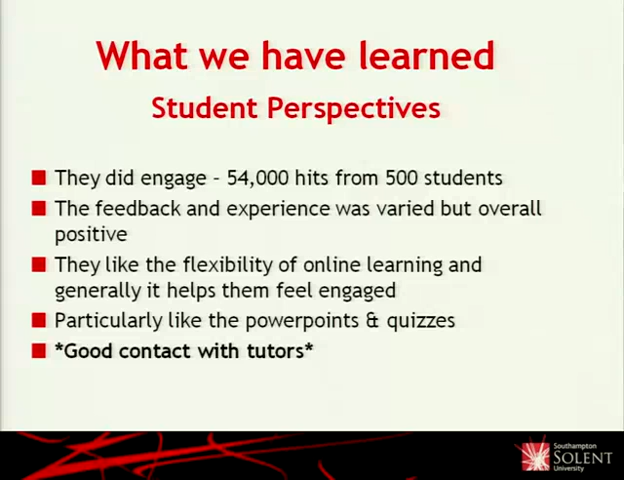 What we have learned
Student Perspectives
They did engage – 54,000 hits from 500 students
The feedback and experience was varied but overall
positive
They like the flexibility of online learning and
generally it helps them feel engaged
Particularly like the powerpoints & quizzes
*Good contact with tutors*
Southampton
SOLENT
University